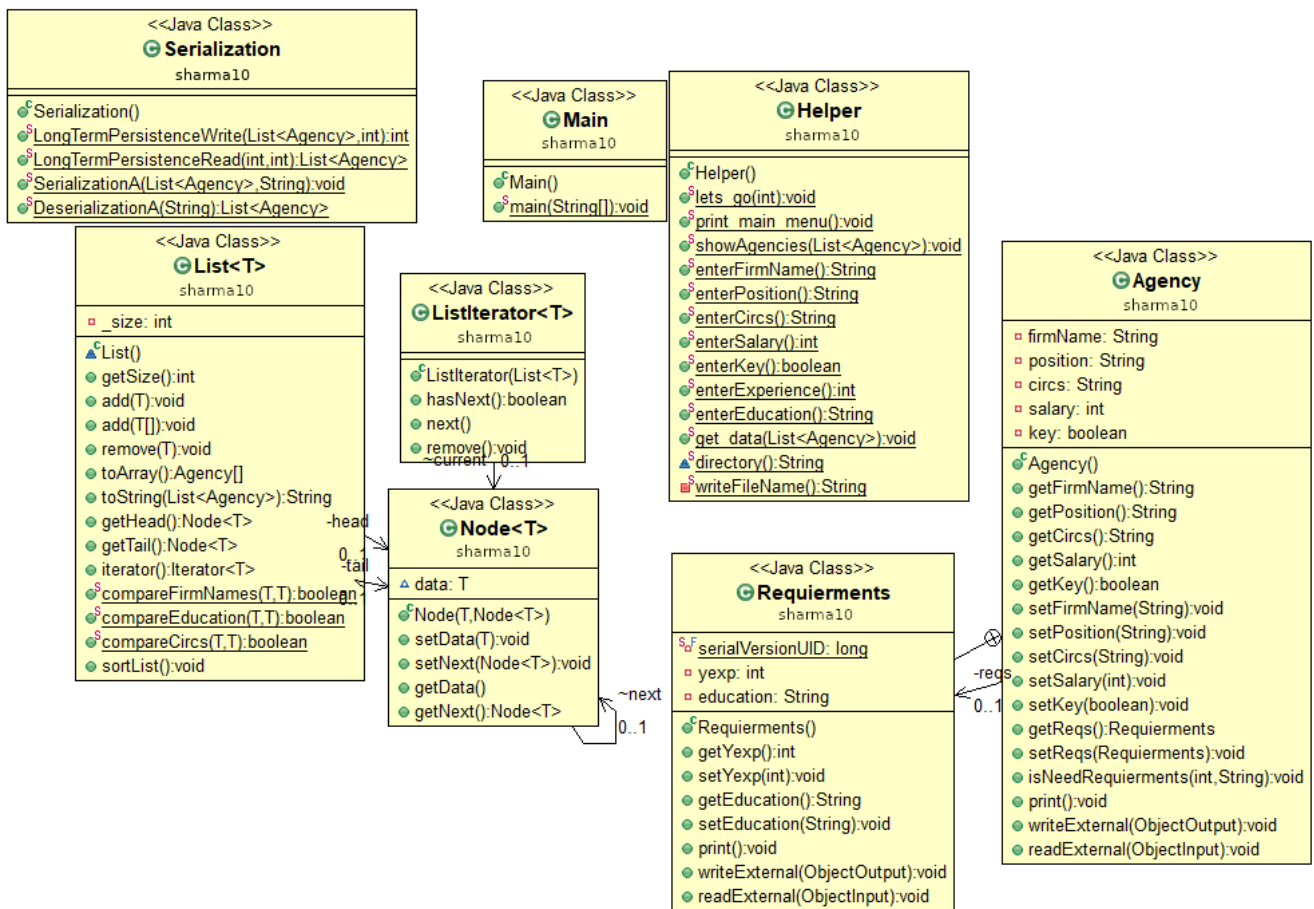 <<Java Class>>
Serialization
sharma10
Serialization()
LongTermPersistenceWrite(List<Agency>,int):int
LongTermPersistenceRead(int,int):List<Agency>
SerializationA(List<Agency>,String):void
DeserializationA(String):List<Agency>
<<Java Class>>
Main
sharma10
Main()
main(String[]):void
<<Java Class>>
Helper
sharma10
Helper()
lets_go(int):void
print_main_menu():void
showAgencies(List<Agency>):void
enterFirmName():String
enterPosition():String
enterCircs():String
enterSalary():int
enterKey():boolean
enterExperience():int
enterEducation():String
get_data(List<Agency>):void
directory():String
writeFileName():String
<<Java Class>>
List<T>
sharma10
_size: int
List()
getSize():int
add(T):void
add(T[]):void
remove(T):void
toArray():Agency[]
toString(List<Agency>):String
getHead():Node<T>
getTail():Node<T>
iterator():Iterator<T>
compareFirmNames(T,T):boolean
compareEducation(T,T):boolean
compareCircs(T,T):boolean
sortList():void
-head
0..1
-tail
0..1
<<Java Class>>
ListIterator<T>
sharma10
ListIterator(List<T>)
hasNext():boolean
next()
remove():void
~current
0..1
<<Java Class>>
Node<T>
sharma10
data: T
Node(T,Node<T>)
setData(T):void
setNext(Node<T>):void
getData()
getNext():Node<T>
~next
0..1
<<Java Class>>
Requierments
sharma10
serialVersionUID: long
yexp: int
education: String
Requierments()
getYexp():int
setYexp(int):void
getEducation():String
setEducation(String):void
print():void
writeExternal(ObjectOutput):void
readExternal(ObjectInput):void
-reqs
0..1
<<Java Class>>
Agency
sharma10
firmName: String
position: String
circs: String
salary: int
key: boolean
Agency()
getFirmName():String
getPosition():String
getCircs():String
getSalary():int
getKey():boolean
setFirmName(String):void
setPosition(String):void
setCircs(String):void
setSalary(int):void
setKey(boolean):void
getReqs():Requierments
setReqs(Requierments):void
isNeedRequierments(int,String):void
print():void
writeExternal(ObjectOutput):void
readExternal(ObjectInput):void